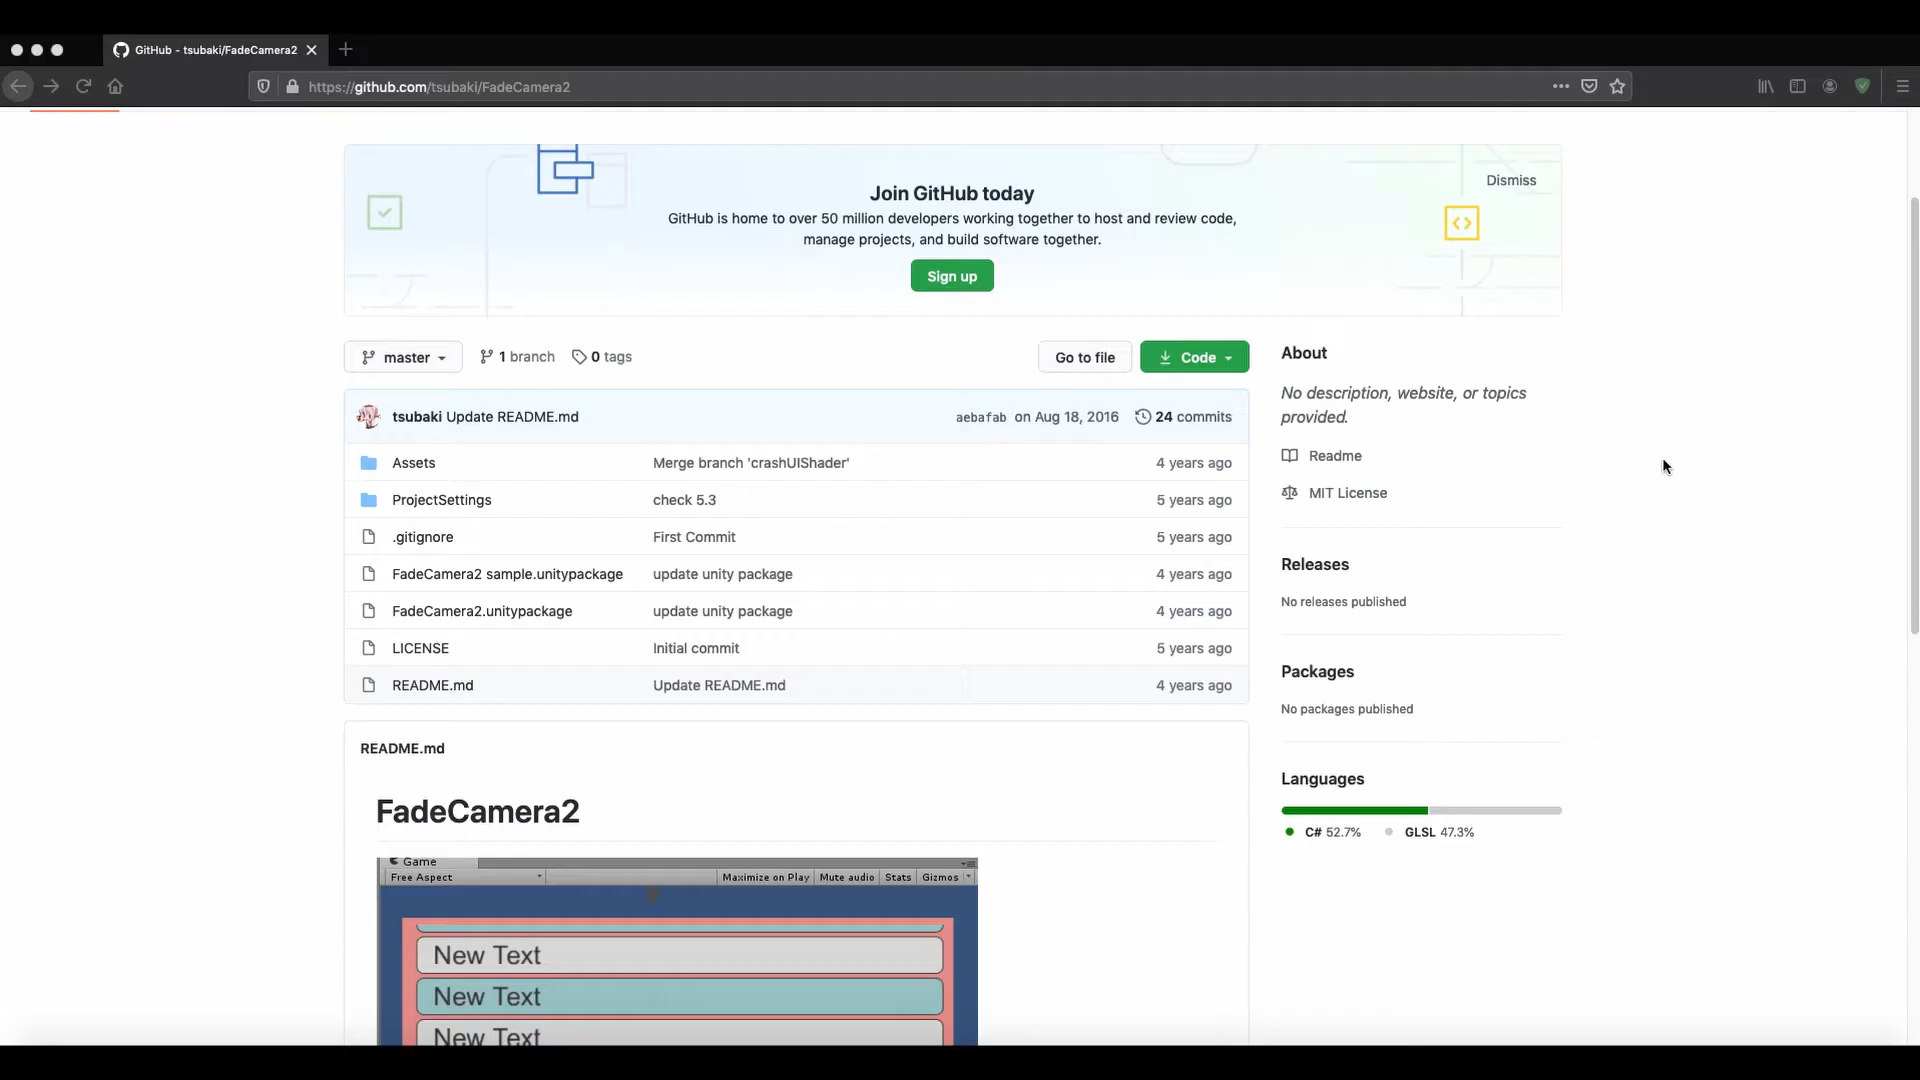 GitHub - tsubaki/FadeCamera2
https://github.com/tsubaki/FadeCamera2
Join GitHub today
Dismiss
GitHub is home to over 50 million developers working together to host and review code,
manage projects, and build software together.
Sign up
master
1 branch
0 tags
Go to file
Code
tsubaki Update README.md
aebafab on Aug 18, 2016
24 commits
Assets
Merge branch 'crashUIShader'
4 years ago
ProjectSettings
check 5.3
5 years ago
.gitignore
First Commit
5 years ago
FadeCamera2 sample.unitypackage
update unity package
4 years ago
FadeCamera2.unitypackage
update unity package
4 years ago
LICENSE
Initial commit
5 years ago
README.md
Update README.md
4 years ago
README.md
FadeCamera2
Game
Free Aspect
Maximize on Play
Mute audio
Stats
Gizmos
New Text
New Text
New Text
About
No description, website, or topics
provided.
Readme
MIT License
Releases
No releases published
Packages
No packages published
Languages
C# 52.7%
GLSL 47.3%